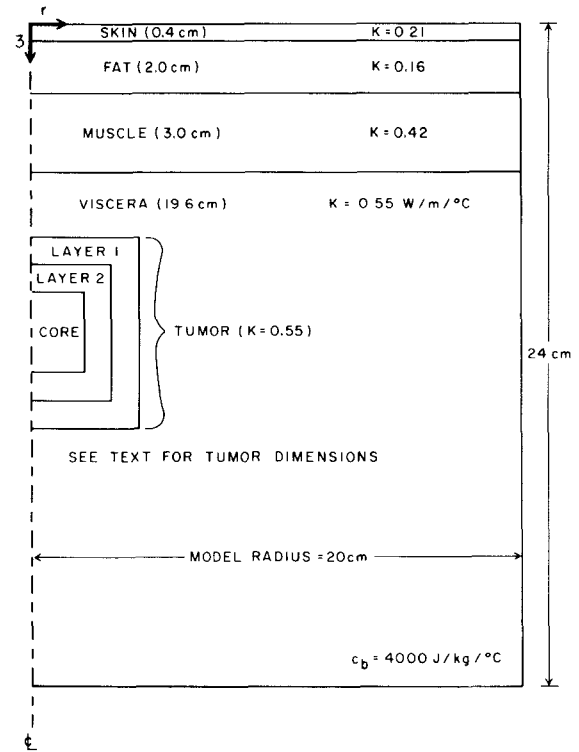 r
3
SKIN (0.4 cm) K = 0.21
FAT (2.0 cm) K = 0.16
MUSCLE (3.0 cm) K = 0.42
VISCERA (19 6 cm) K = 0 55 W/m/°C
LAYER 1
LAYER 2
CORE
TUMOR (K=0.55)
24 cm
SEE TEXT FOR TUMOR DIMENSIONS
MODEL RADIUS = 20cm
c_b = 4000 J/kg/°C
℄